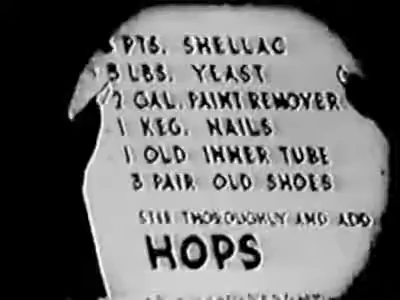 PTS. SHELLAC
3 LBS. YEAST
2 GAL. PAINT REMOVER
1 KEG. NAILS
1 OLD INNER TUBE
3 PAIR OLD SHOES
STIR THOROUGHLY AND ADD
HOPS